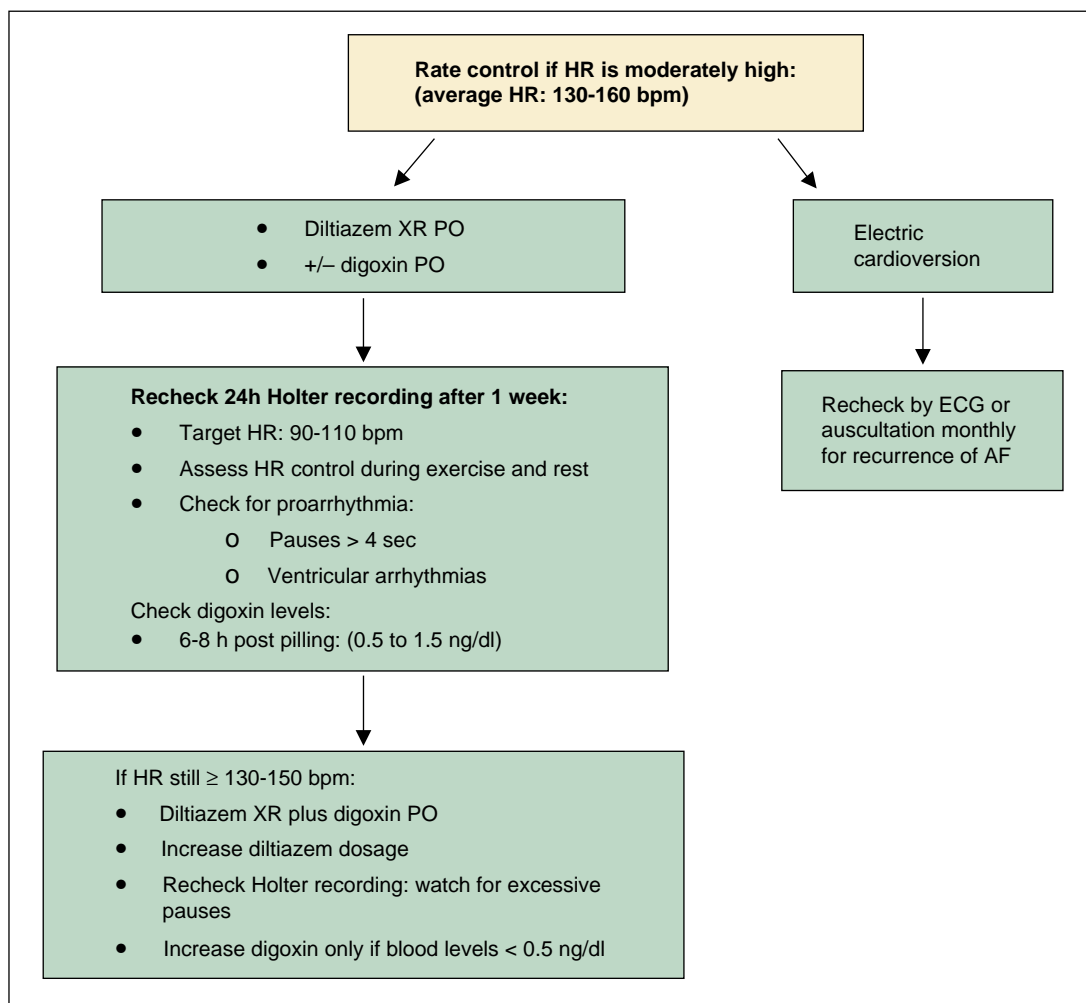 Rate control if HR is moderately high:
(average HR: 130-160 bpm)
• Diltiazem XR PO
• +/– digoxin PO
Electric
cardioversion
Recheck 24h Holter recording after 1 week:
• Target HR: 90-110 bpm
• Assess HR control during exercise and rest
• Check for proarrhythmia:
o Pauses > 4 sec
o Ventricular arrhythmias
Check digoxin levels:
• 6-8 h post pilling: (0.5 to 1.5 ng/dl)
Recheck by ECG or
auscultation monthly
for recurrence of AF
If HR still ≥ 130-150 bpm:
• Diltiazem XR plus digoxin PO
• Increase diltiazem dosage
• Recheck Holter recording: watch for excessive
pauses
• Increase digoxin only if blood levels < 0.5 ng/dl